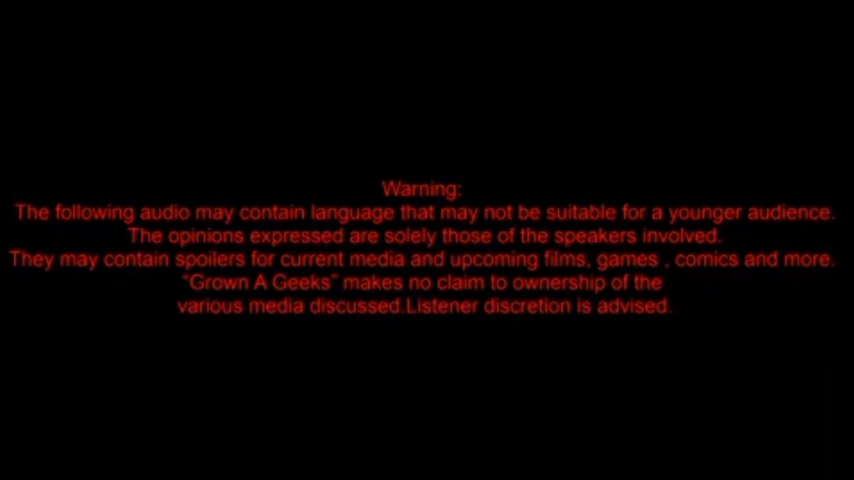 Warning:
The following audio may contain language that may not be suitable for a younger audience.
The opinions expressed are solely those of the speakers involved.
They may contain spoilers for current media and upcoming films, games , comics and more.
"Grown A Geeks" makes no claim to ownership of the
various media discussed.Listener discretion is advised.